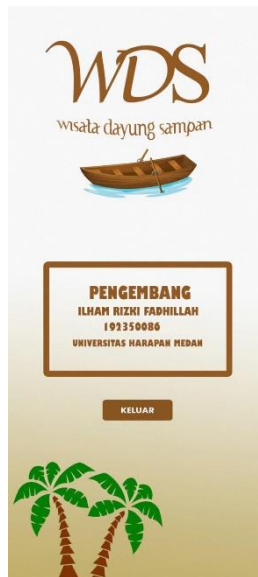 WDS
wisata dayung sampan
PENGEMBANG
ILHAM RIZKI FADHILLAH
192350086
UNIVERSITAS HARAPAN MEDAN
KELUAR